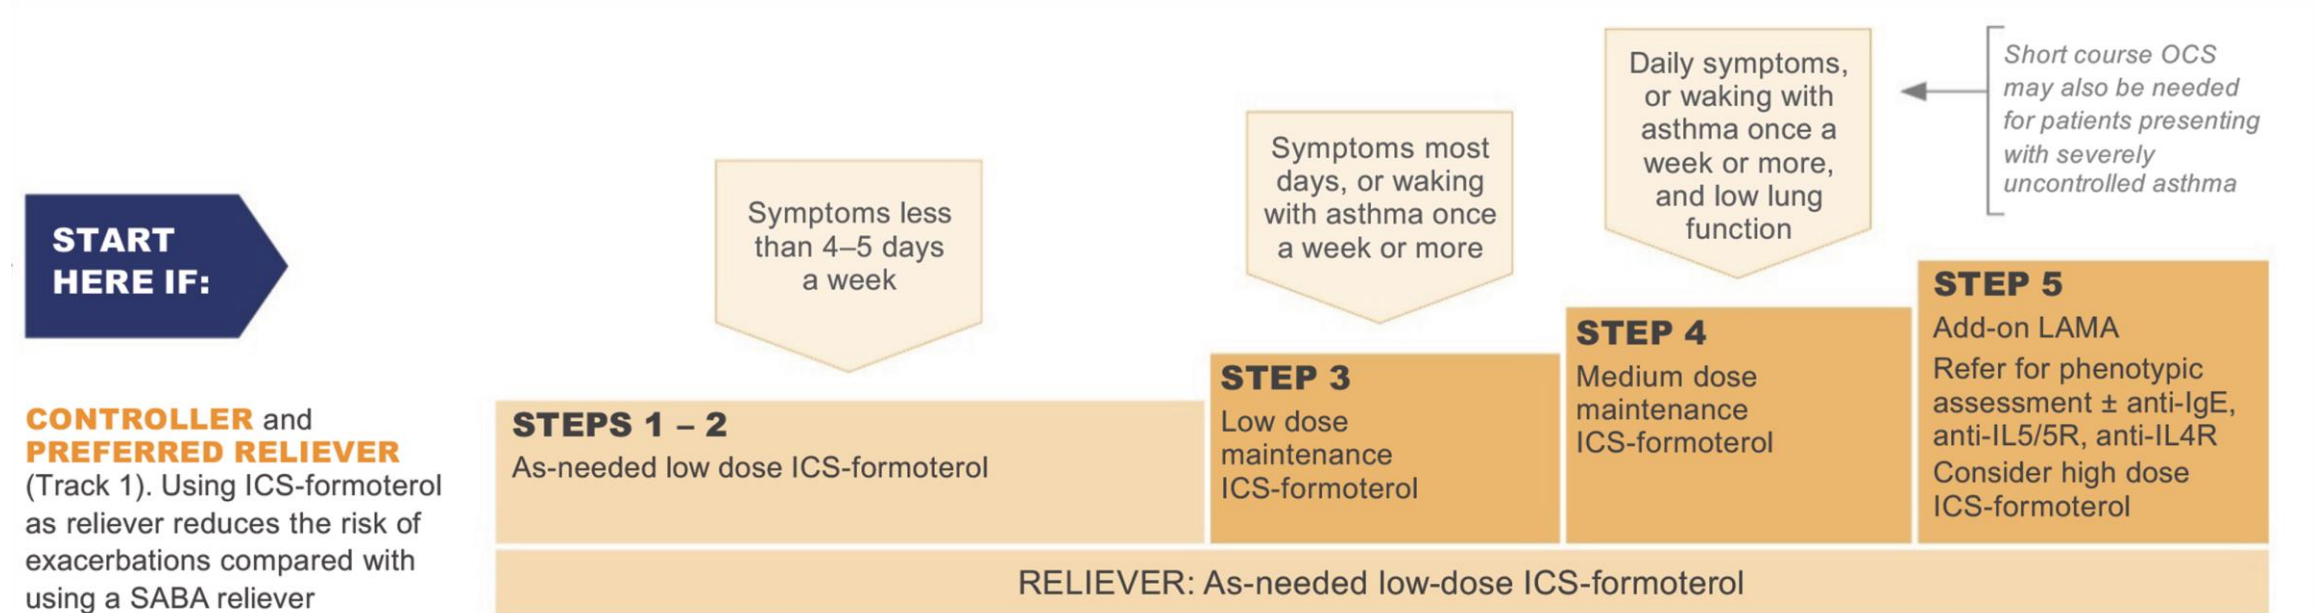 START
HERE IF:
Symptoms less
than 4–5 days
a week
Symptoms most
days, or waking
with asthma once
a week or more
Daily symptoms,
or waking with
asthma once a
week or more,
and low lung
function
Short course OCS
may also be needed
for patients presenting
with severely
uncontrolled asthma
CONTROLLER and
PREFERRED RELIEVER
(Track 1). Using ICS-formoterol
as reliever reduces the risk of
exacerbations compared with
using a SABA reliever
STEPS 1 – 2
As-needed low dose ICS-formoterol
STEP 3
Low dose
maintenance
ICS-formoterol
STEP 4
Medium dose
maintenance
ICS-formoterol
STEP 5
Add-on LAMA
Refer for phenotypic
assessment ± anti-IgE,
anti-IL5/5R, anti-IL4R
Consider high dose
ICS-formoterol
RELIEVER: As-needed low-dose ICS-formoterol